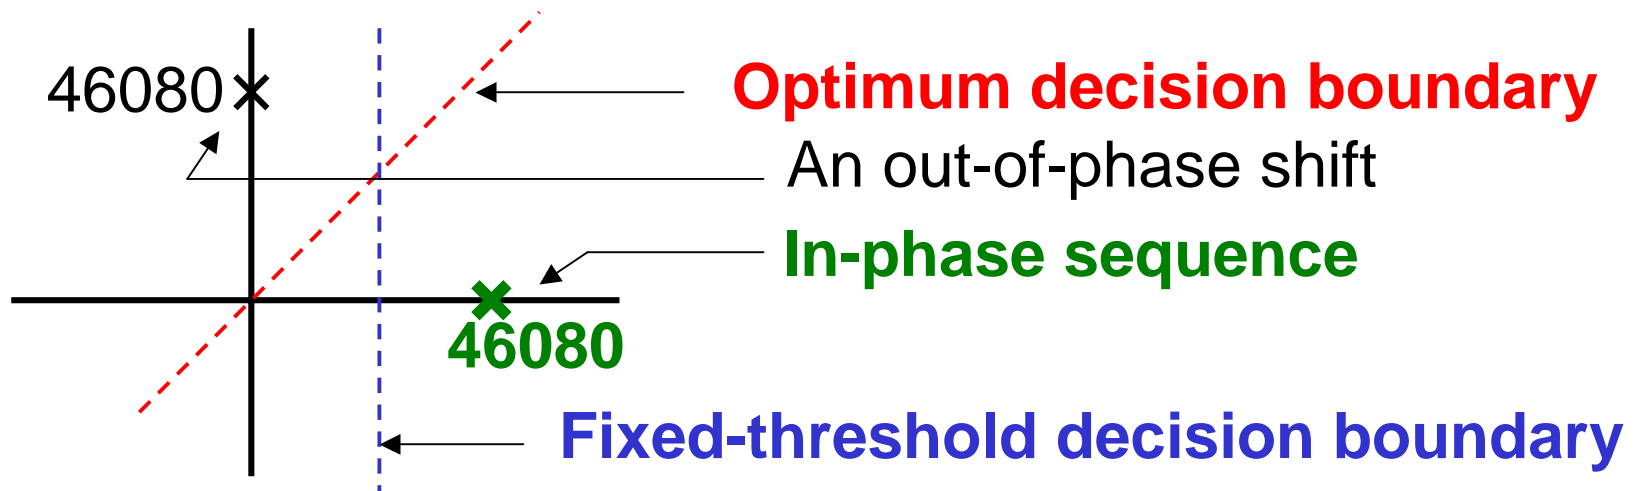 46080
Optimum decision boundary
An out-of-phase shift
In-phase sequence
46080
Fixed-threshold decision boundary